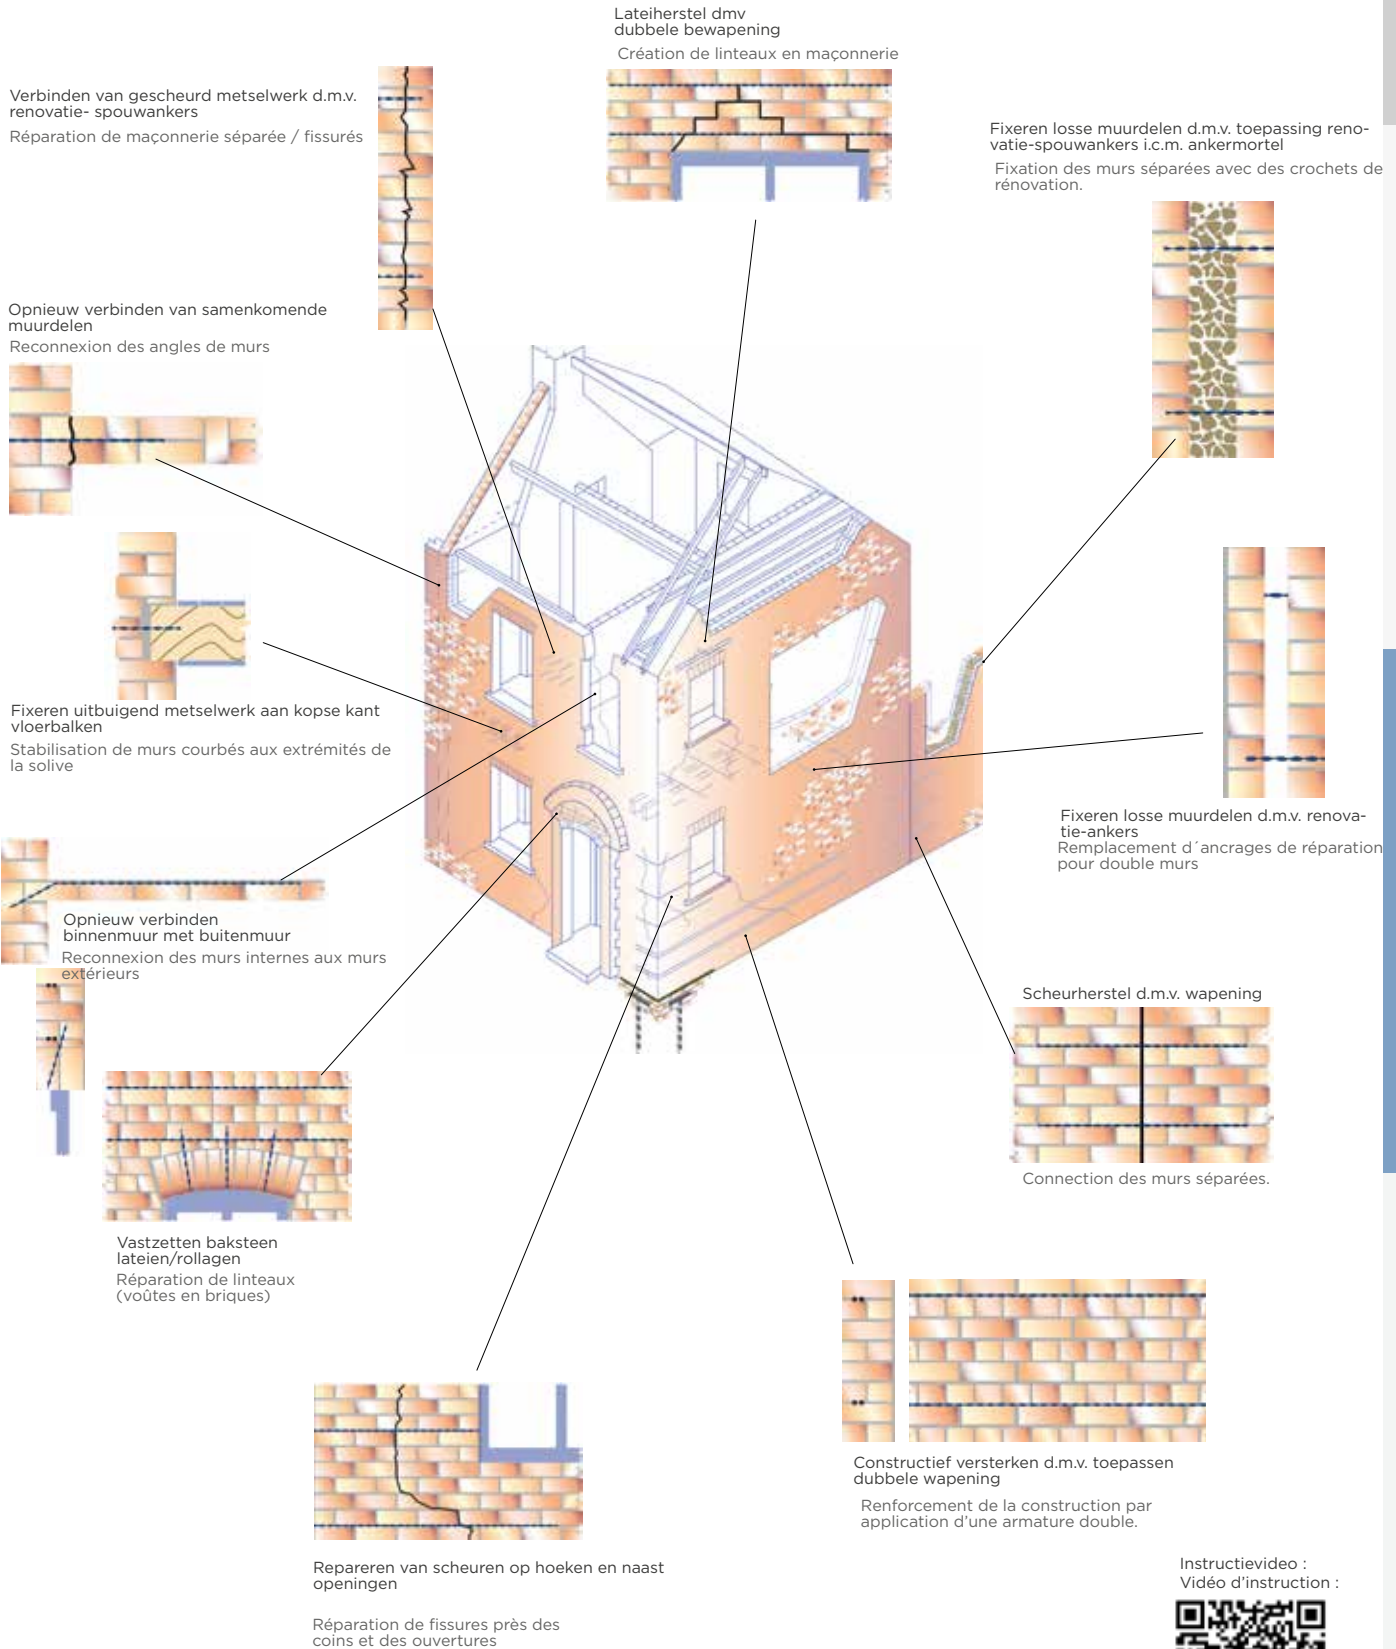 Lateiherstel dmv
dubbele bewapening
Création de linteaux en maçonnerie
Verbinden van gescheurd metselwerk d.m.v.
renovatie- spouwankers
Réparation de maçonnerie séparée / fissurés
Fixeren losse muurdelen d.m.v. toepassing reno-
vatie-spouwankers i.c.m. ankermortel
Fixation des murs séparées avec des crochets de
rénovation.
Opnieuw verbinden van samenkomende
muurdelen
Reconnexion des angles de murs
Fixeren uitbuigend metselwerk aan kopse kant
vloerbalken
Stabilisation de murs courbés aux extrémités de
la solive
Fixeren losse muurdelen d.m.v. renova-
tie-ankers
Remplacement d´ancrages de réparation
pour double murs
Opnieuw verbinden
binnenmuur met buitenmuur
Reconnexion des murs internes aux murs
extérieurs
Scheurherstel d.m.v. wapening
Connection des murs séparées.
Vastzetten baksteen
lateien/rollagen
Réparation de linteaux
(voûtes en briques)
Constructief versterken d.m.v. toepassen
dubbele wapening
Renforcement de la construction par
application d’une armature double.
Repareren van scheuren op hoeken en naast
openingen
Réparation de fissures près des
coins et des ouvertures
Instructievideo :
Vidéo d’instruction :